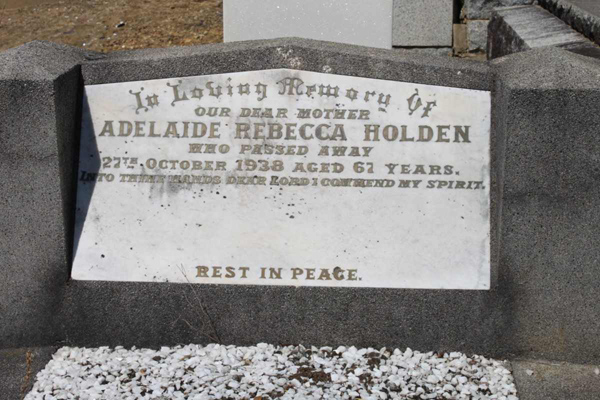 In Loving Memory Of
OUR DEAR MOTHER
ADELAIDE REBECCA HOLDEN
WHO PASSED AWAY
27TH OCTOBER 1938 AGED 61 YEARS.
INTO THINE HANDS DEAR LORD I COMMEND MY SPIRIT.
REST IN PEACE.